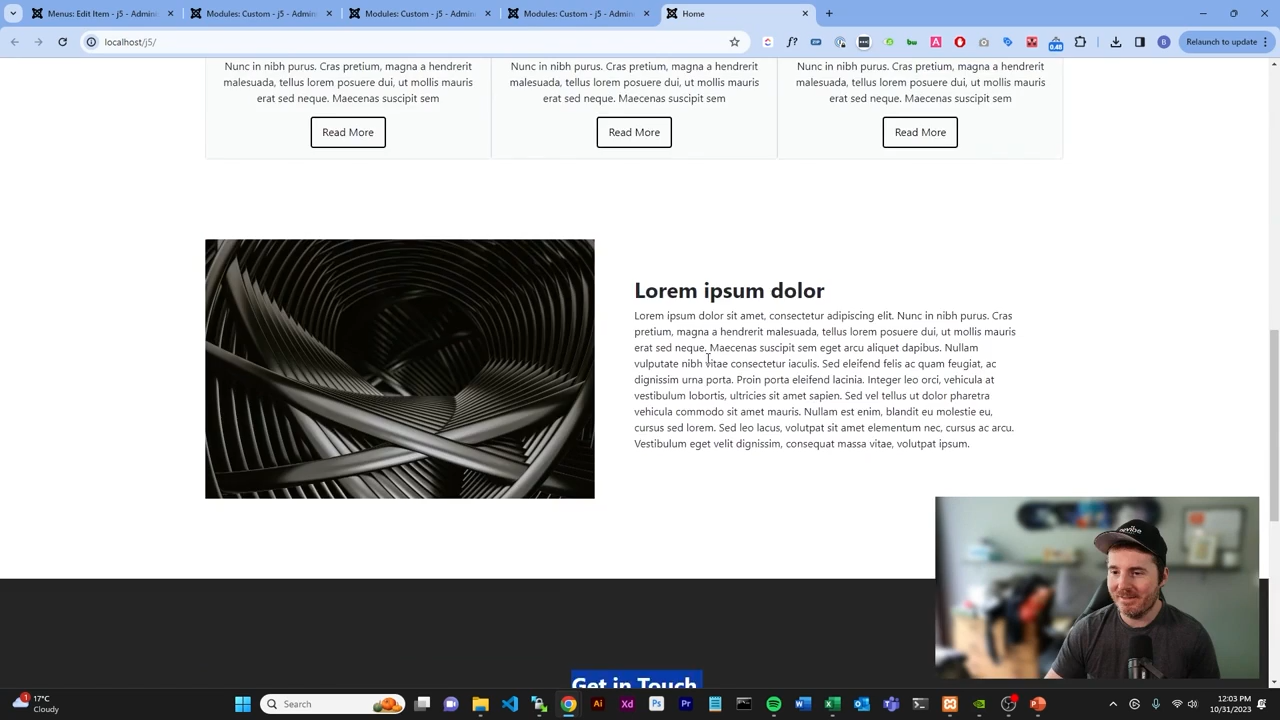 Menus: Edit Item - j5 - Admini
Modules: Custom - j5 - Admin
Modules: Custom - j5 - Admin
Modules: Custom - j5 - Admin
Home
localhost/j5/
0.48
B
Relaunch to update
Nunc in nibh purus. Cras pretium, magna a hendrerit
malesuada, tellus lorem posuere dui, ut mollis mauris
erat sed neque. Maecenas suscipit sem
Read More
Nunc in nibh purus. Cras pretium, magna a hendrerit
malesuada, tellus lorem posuere dui, ut mollis mauris
erat sed neque. Maecenas suscipit sem
Read More
Nunc in nibh purus. Cras pretium, magna a hendrerit
malesuada, tellus lorem posuere dui, ut mollis mauris
erat sed neque. Maecenas suscipit sem
Read More
Lorem ipsum dolor
Lorem ipsum dolor sit amet, consectetur adipiscing elit. Nunc in nibh purus. Cras
pretium, magna a hendrerit malesuada, tellus lorem posuere dui, ut mollis mauris
erat sed neque. Maecenas suscipit sem eget arcu aliquet dapibus. Nullam
vulputate nibh vitae consectetur iaculis. Sed eleifend felis ac quam feugiat, ac
dignissim urna porta. Proin porta eleifend lacinia. Integer leo orci, vehicula at
vestibulum lobortis, ultricies sit amet sapien. Sed vel tellus ut dolor pharetra
vehicula commodo sit amet mauris. Nullam est enim, blandit eu molestie eu,
cursus sed lorem. Sed leo lacus, volutpat sit amet elementum nec, cursus ac arcu.
Vestibulum eget velit dignissim, consequat massa vitae, volutpat ipsum.
Get in Touch
1
17°C
Cloudy
Search
Ai
Xd
Ps
Pr
12:03 PM
10/31/2023